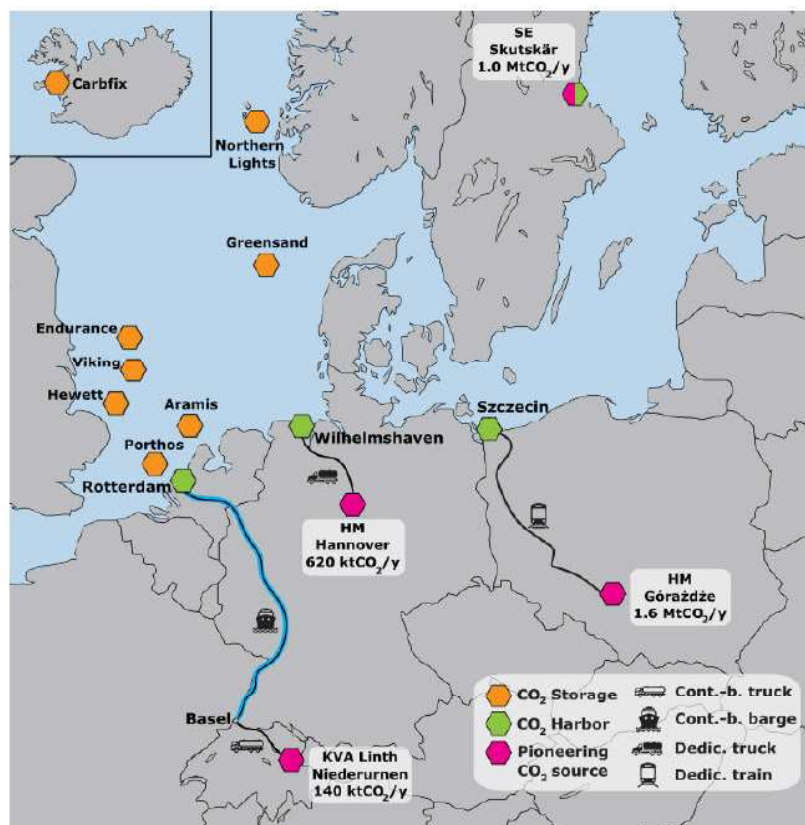 Carbfix
SE
Skutskär
1.0 MtCO₂/y
Northern
Lights
Greensand
Endurance
Viking
Hewett
Aramis
Porthos
Rotterdam
Wilhelmshaven
Szczecin
HM
Hannover
620 ktCO₂/y
HM
Górażdże
1.6 MtCO₂/y
Basel
KVA Linth
Niederurnen
140 ktCO₂/y
CO₂ Storage
CO₂ Harbor
Pioneering
CO₂ source
Cont.-b. truck
Cont.-b. barge
Dedic. truck
Dedic. train